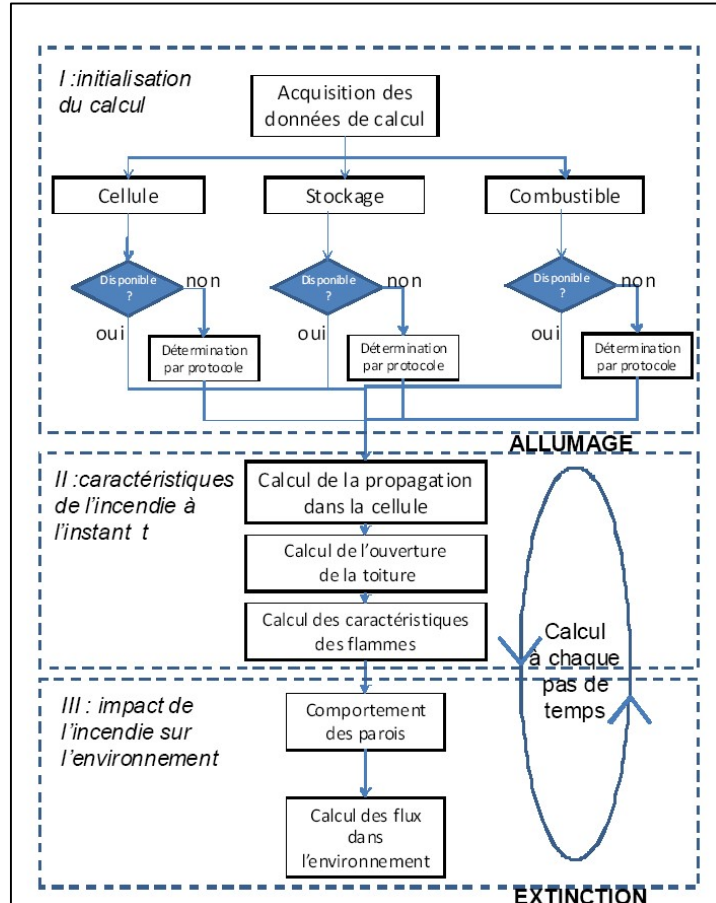 I :initialisation
du calcul
Acquisition des
données de calcul
Cellule
Stockage
Combustible
Disponible
?
non
oui
Disponible
?
non
oui
Disponible
?
non
oui
Détermination
par protocole
Détermination
par protocole
Détermination
par protocole
ALLUMAGE
II :caractéristiques
de l'incendie à
l'instant t
Calcul de la propagation
dans la cellule
Calcul de l'ouverture
de la toiture
Calcul des caractéristiques
des flammes
Calcul
à chaque
pas de
temps
III : impact de
l'incendie sur
l'environnement
Comportement
des parois
Calcul des flux
dans
l'environnement
EXTINCTION